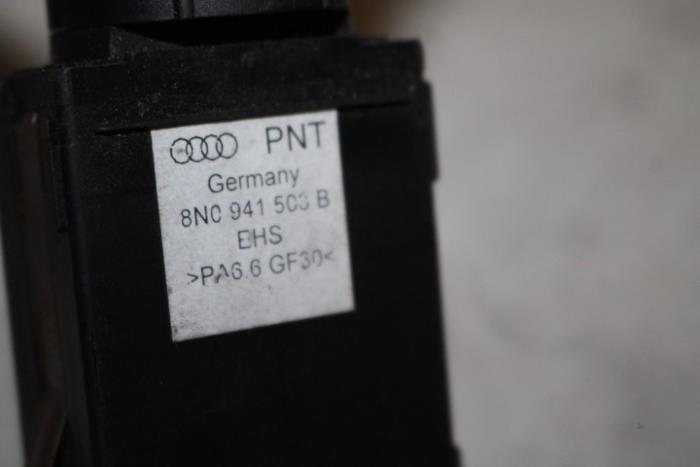 PNT
Germany
8N0 941 503 B
EHS
>PA6.6 GF30<